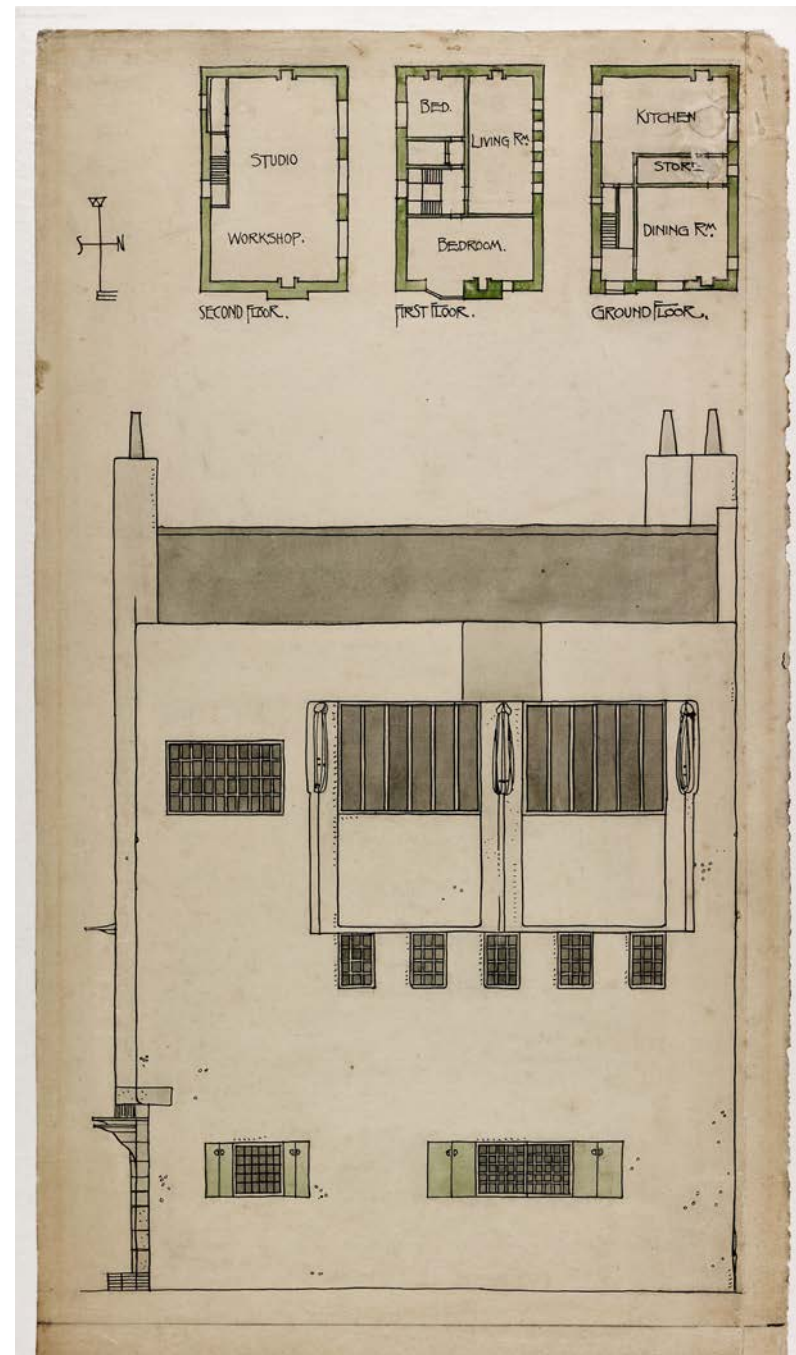 STUDIO
WORKSHOP.
SECOND FLOOR.
BED.
LIVING RM.
BEDROOM.
FIRST FLOOR.
KITCHEN
STORE
DINING RM.
GROUND FLOOR.
W
S N
E